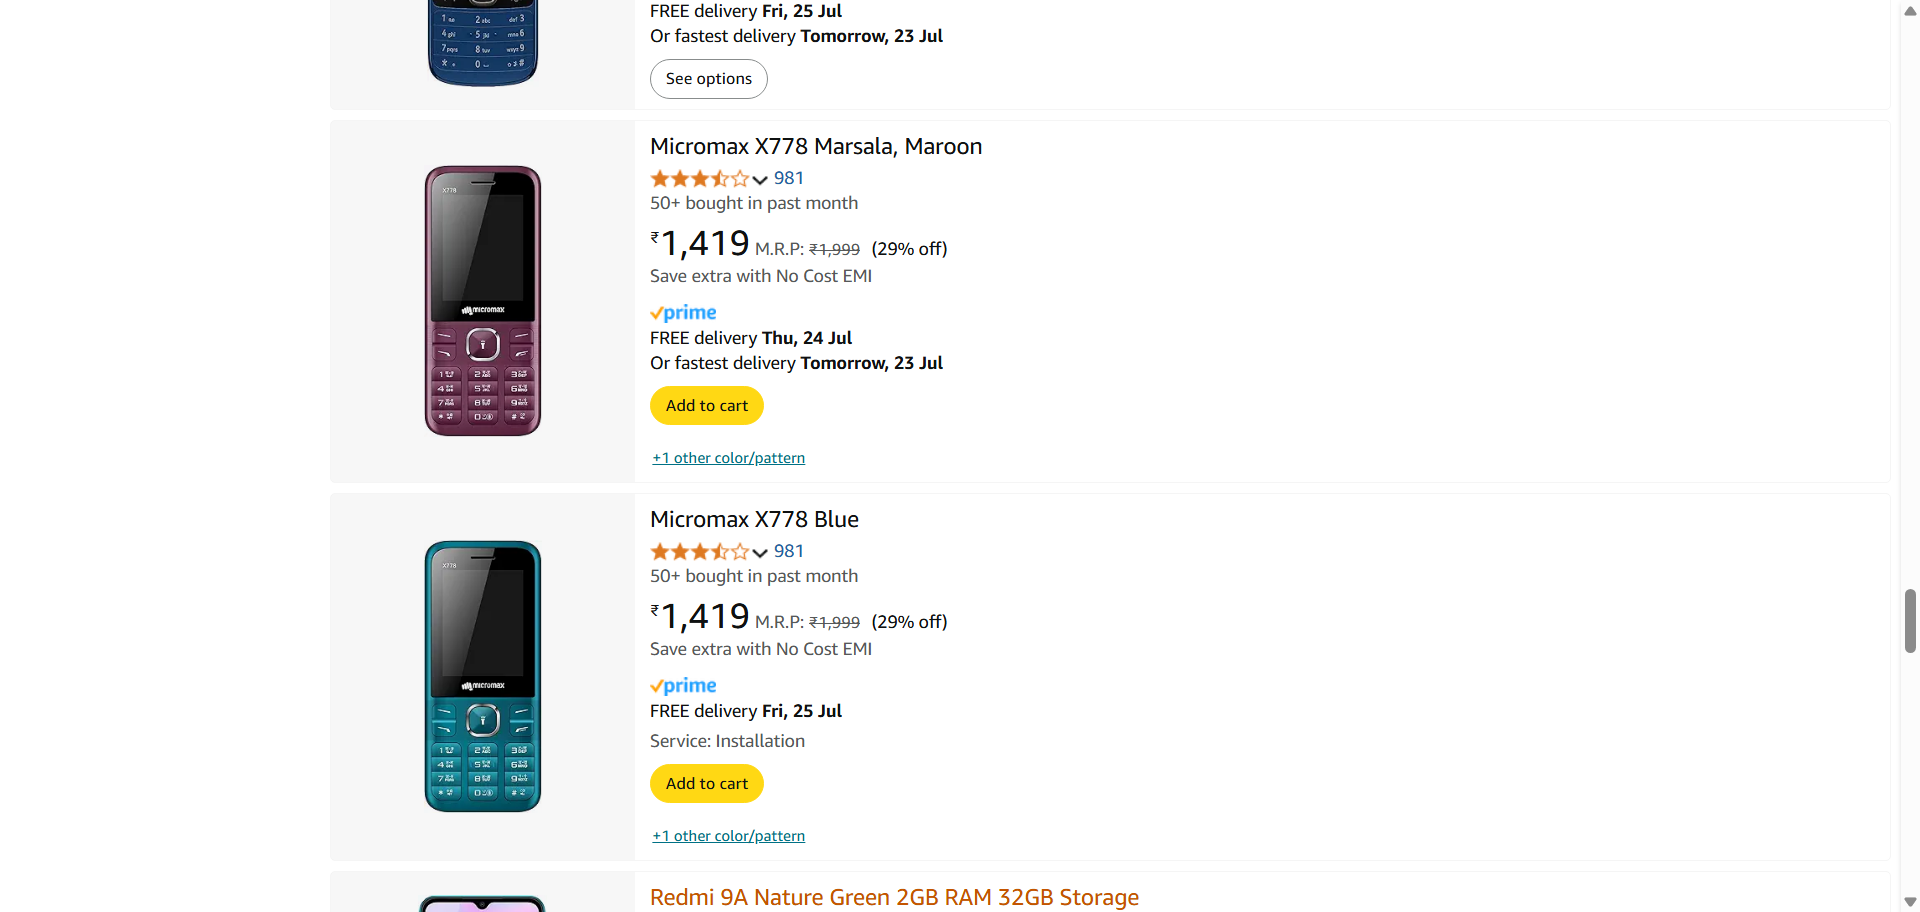 FREE delivery Fri, 25 Jul
Or fastest delivery Tomorrow, 23 Jul
See options
Micromax X778 Marsala, Maroon
981
50+ bought in past month
₹1,419 M.R.P: ₹1,999 (29% off)
Save extra with No Cost EMI
prime
FREE delivery Thu, 24 Jul
Or fastest delivery Tomorrow, 23 Jul
Add to cart
+1 other color/pattern
X778
micromax
Micromax X778 Blue
981
50+ bought in past month
₹1,419 M.R.P: ₹1,999 (29% off)
Save extra with No Cost EMI
prime
FREE delivery Fri, 25 Jul
Service: Installation
Add to cart
+1 other color/pattern
X778
micromax
Redmi 9A Nature Green 2GB RAM 32GB Storage